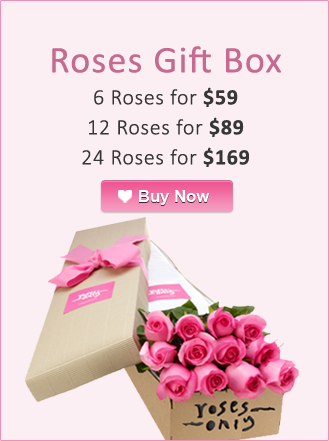 Roses Gift Box
6 Roses for $59
12 Roses for $89
24 Roses for $169
Buy Now
roses
only